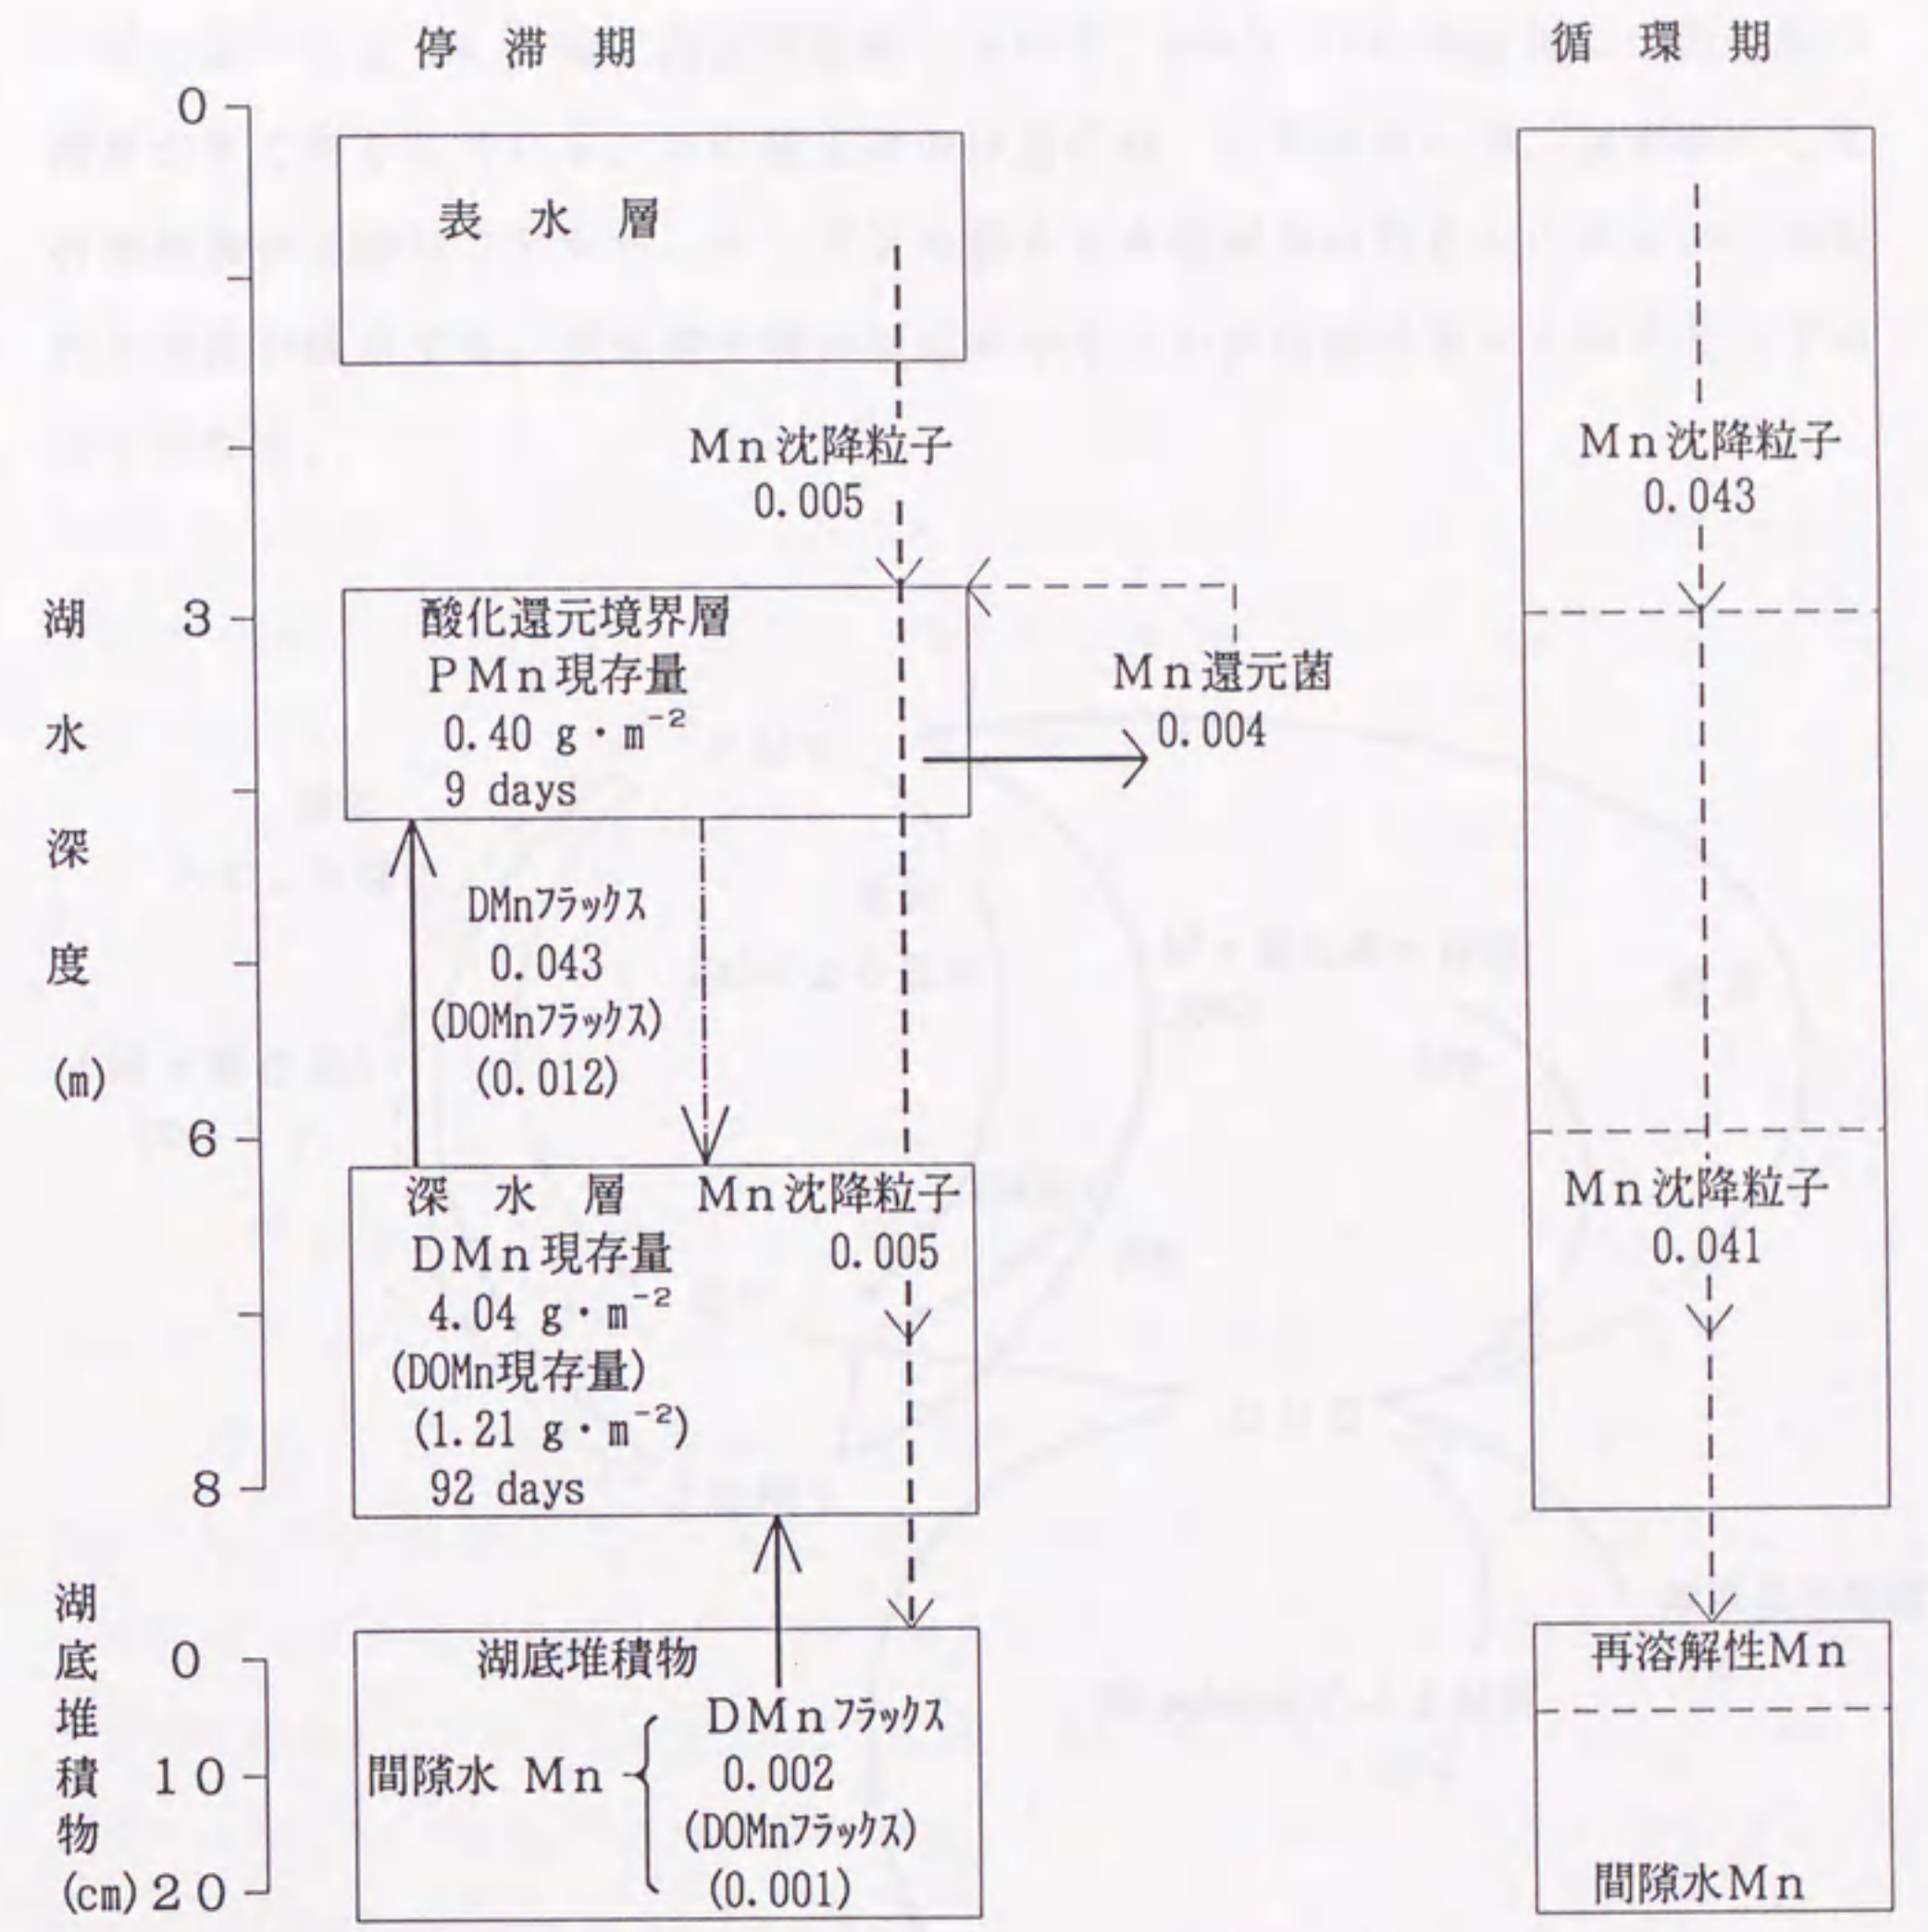 停滞期
循環期
0
3
6
8
湖水深度
(m)
表水層
Mn沈降粒子
0.005
酸化還元境界層
PMn現存量
0.40 g・m⁻²
9 days
Mn還元菌
0.004
DMnフラックス
0.043
(DOMnフラックス)
(0.012)
深水層
DMn現存量
4.04 g・m⁻²
(DOMn現存量)
(1.21 g・m⁻²)
92 days
Mn沈降粒子
0.005
湖底堆積物
(cm)
0
10
20
湖底堆積物
間隙水 Mn
DMnフラックス
0.002
(DOMnフラックス)
(0.001)
Mn沈降粒子
0.043
Mn沈降粒子
0.041
再溶解性Mn
間隙水Mn